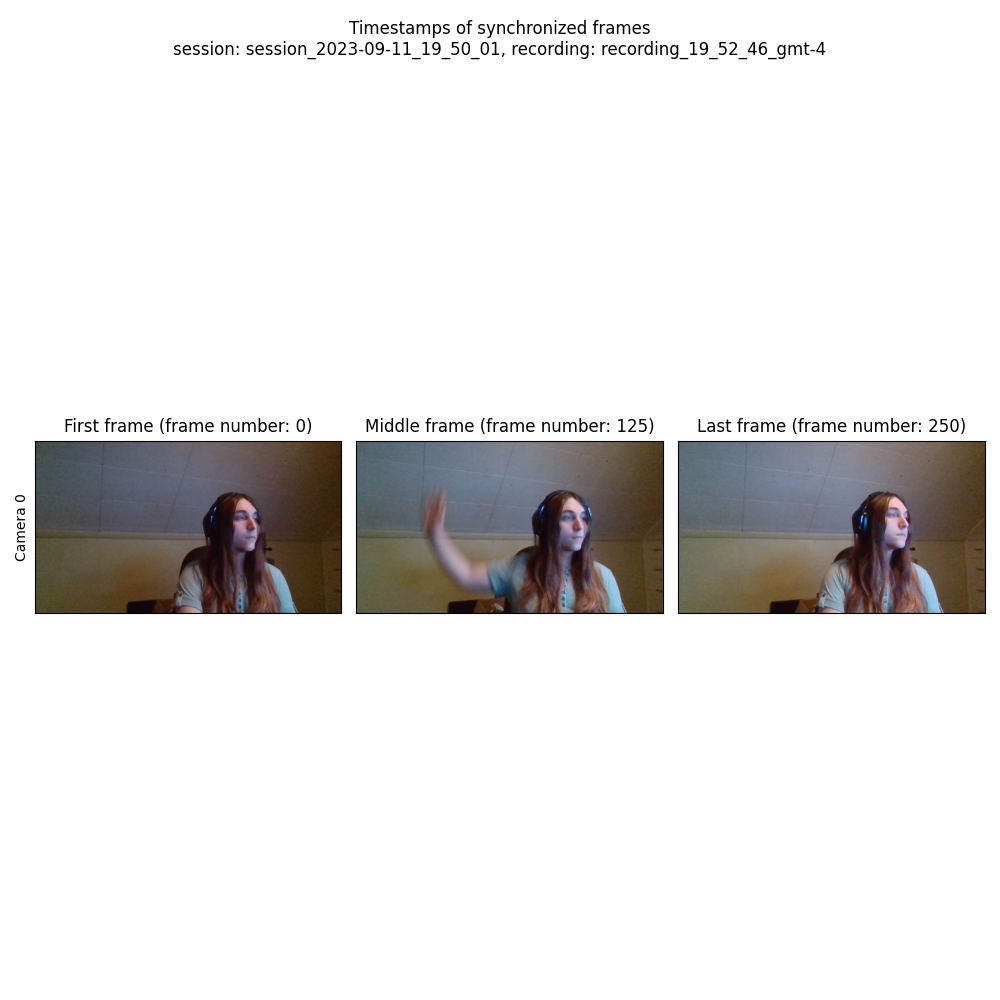 Timestamps of synchronized frames
session: session_2023-09-11_19_50_01, recording: recording_19_52_46_gmt-4
First frame (frame number: 0)
Middle frame (frame number: 125)
Last frame (frame number: 250)
Camera 0